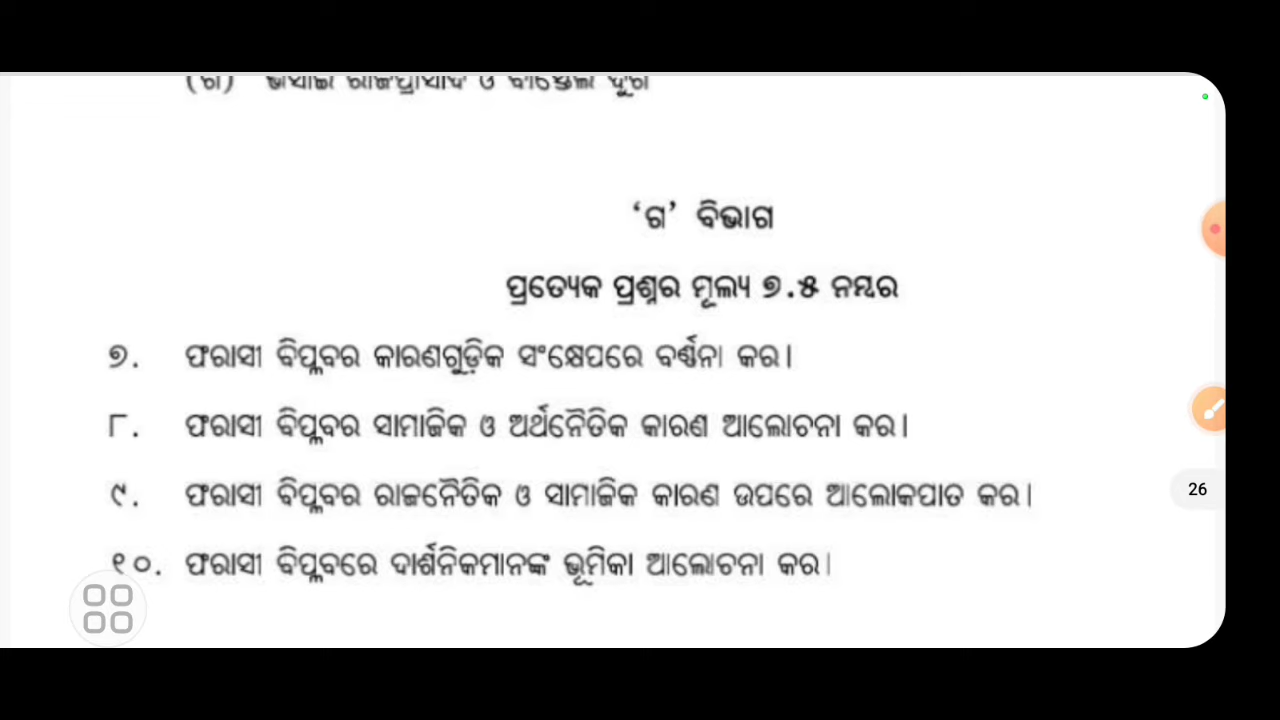 (ଗ) ଭର୍ସାଇ ରାଜପ୍ରାସାଦ ଓ ବାସ୍ତେଲ ଦୁର୍ଗ
‘ଗ’ ବିଭାଗ
ପ୍ରତ୍ୟେକ ପ୍ରଶ୍ନର ମୂଲ୍ୟ ୭.୫ ନମ୍ବର
୭. ଫରାସୀ ବିପ୍ଳବର କାରଣଗୁଡ଼ିକ ସଂକ୍ଷେପରେ ବର୍ଣ୍ଣନା କର।
୮. ଫରାସୀ ବିପ୍ଳବର ସାମାଜିକ ଓ ଅର୍ଥନୈତିକ କାରଣ ଆଲୋଚନା କର।
୯. ଫରାସୀ ବିପ୍ଳବର ରାଜନୈତିକ ଓ ସାମାଜିକ କାରଣ ଉପରେ ଆଲୋକପାତ କର।
26
୧୦. ଫରାସୀ ବିପ୍ଳବରେ ଦାର୍ଶନିକମାନଙ୍କ ଭୂମିକା ଆଲୋଚନା କର।